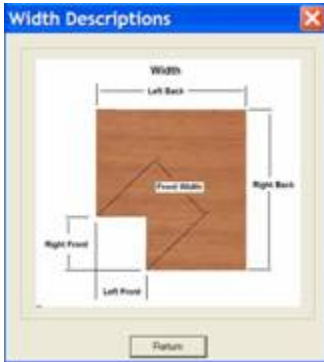 Width Descriptions
Width
Left Back
Front Width
Right Back
Right Front
Left Front
Return